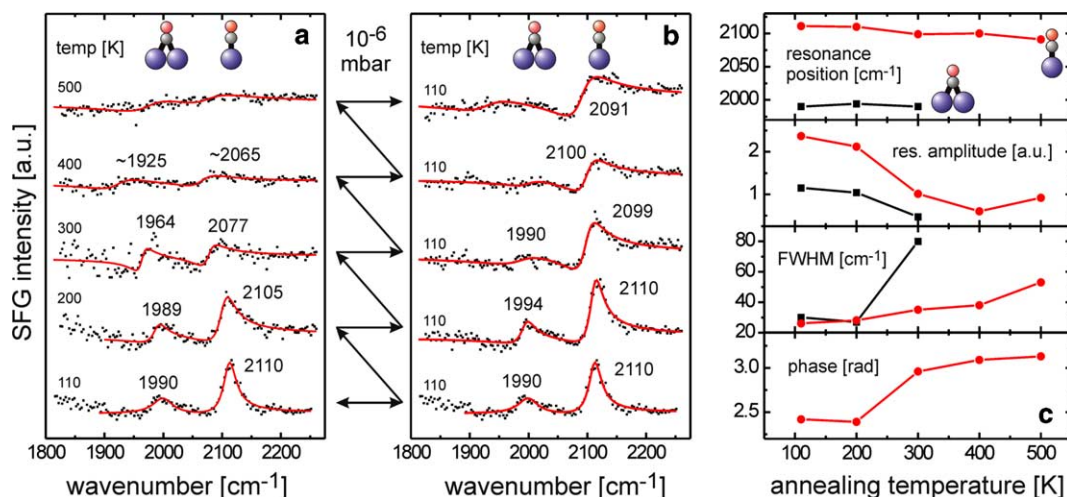 SFG intensity [a.u.]
temp [K]
a
500
400
~1925
~2065
300
1964
2077
200
1989
2105
110
1990
2110
1800 1900 2000 2100 2200
wavenumber [cm-1]
10-6
mbar
temp [K]
b
110
2091
110
2100
110
1990
2099
110
1994
2110
110
1990
2110
1800 1900 2000 2100 2200
wavenumber [cm-1]
2100
2050
2000
resonance
position [cm-1]
2
1
res. amplitude [a.u.]
80
60
40
20
FWHM [cm-1]
3.0
2.5
phase [rad]
c
100 200 300 400 500
annealing temperature [K]